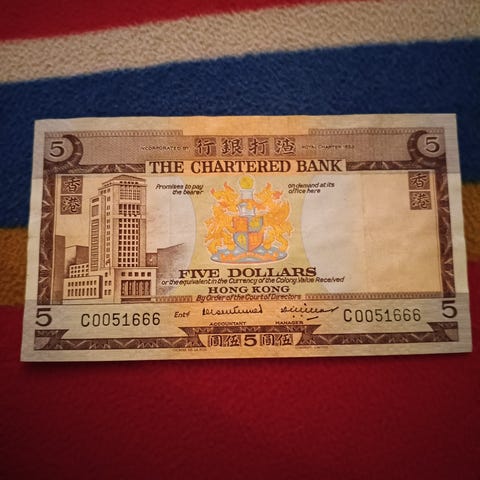 行銀打渣
INCORPORATED BY ROYAL CHARTER 1853
5 5
THE CHARTERED BANK
香港 香港
Promises to pay the bearer on demand at its office here
FIVE DOLLARS
or the equivalent in the Currency of the Colony, Value Received
HONG KONG
By Order of the Court of Directors
5 C0051666 Entd C0051666 5
ACCOUNTANT MANAGER
圓伍5圓伍